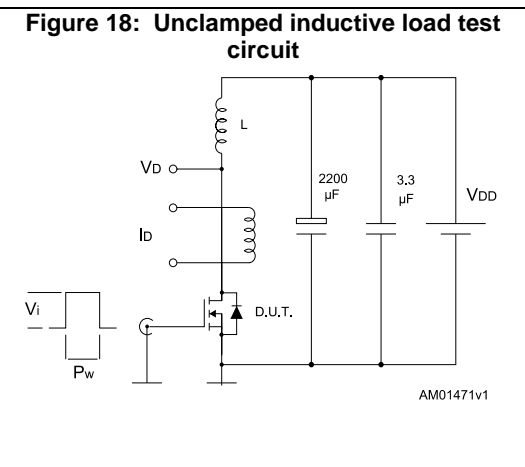 Figure 18: Unclamped inductive load test
circuit
L
VD
2200
μF
3.3
μF
VDD
ID
Vi
D.U.T.
Pw
AM01471v1